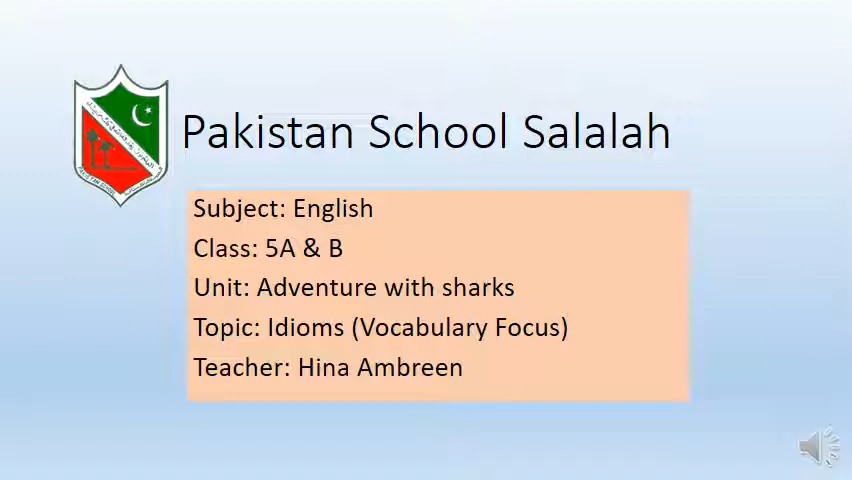 Pakistan School Salalah
Subject: English
Class: 5A & B
Unit: Adventure with sharks
Topic: Idioms (Vocabulary Focus)
Teacher: Hina Ambreen